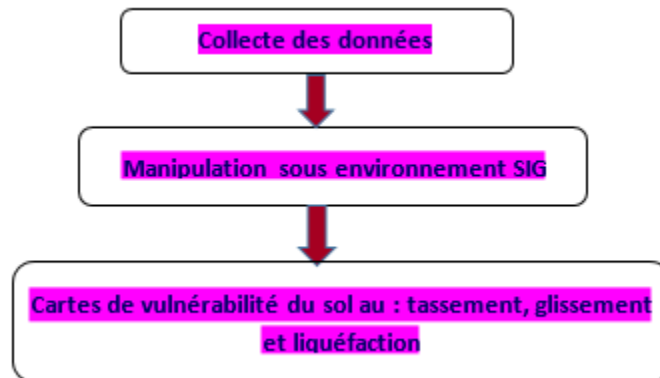 Collecte des données
Manipulation sous environnement SIG
Cartes de vulnérabilité du sol au : tassement, glissement
et liquéfaction